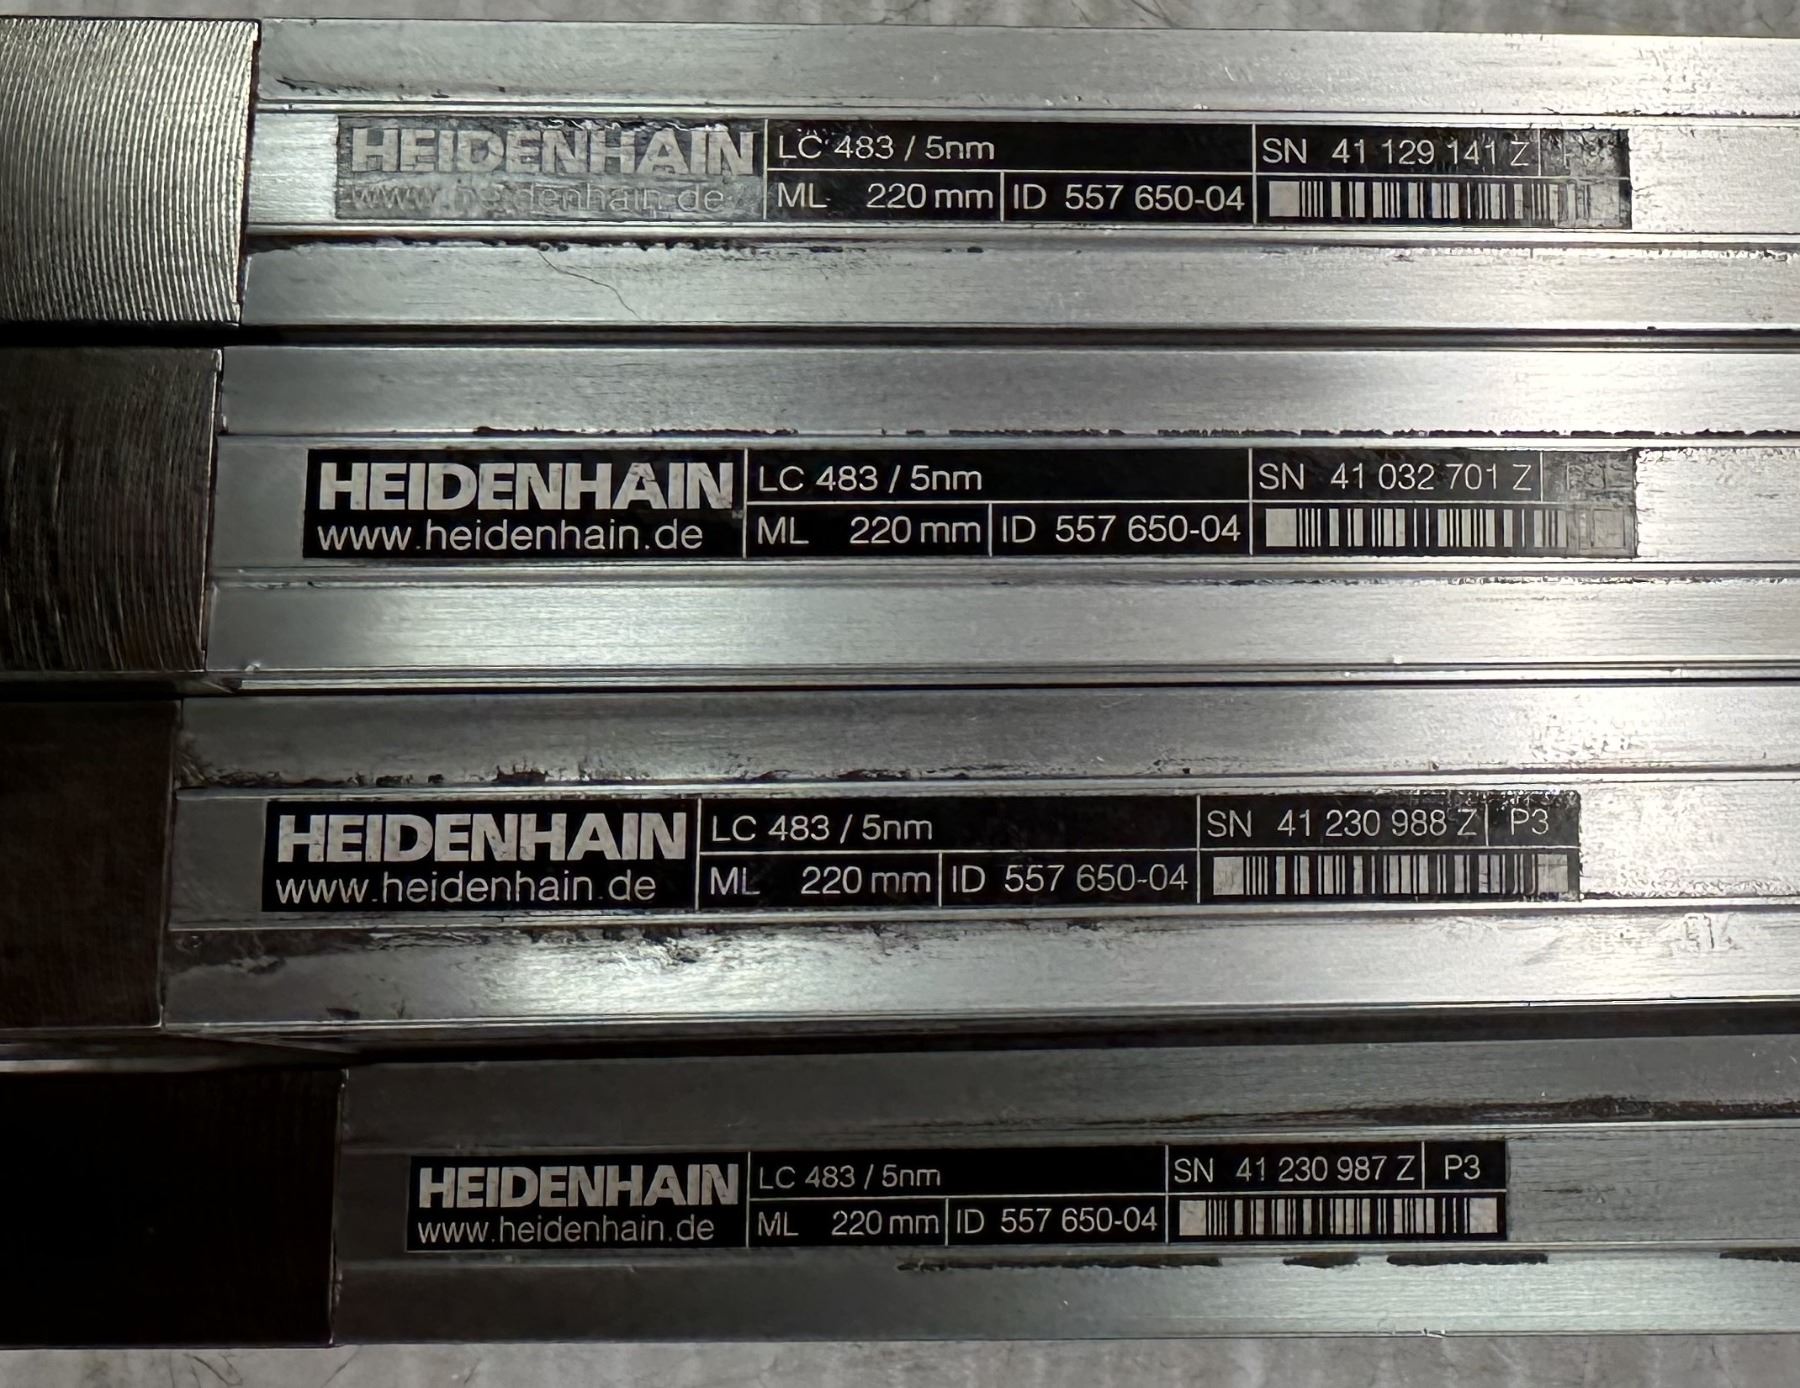 HEIDENHAIN LC 483 / 5nm SN 41 129 141 Z
www.heidenhain.de ML 220 mm ID 557 650-04
HEIDENHAIN LC 483 / 5nm SN 41 032 701 Z
www.heidenhain.de ML 220 mm ID 557 650-04
HEIDENHAIN LC 483 / 5nm SN 41 230 988 Z P3
www.heidenhain.de ML 220 mm ID 557 650-04
HEIDENHAIN LC 483 / 5nm SN 41 230 987 Z P3
www.heidenhain.de ML 220 mm ID 557 650-04